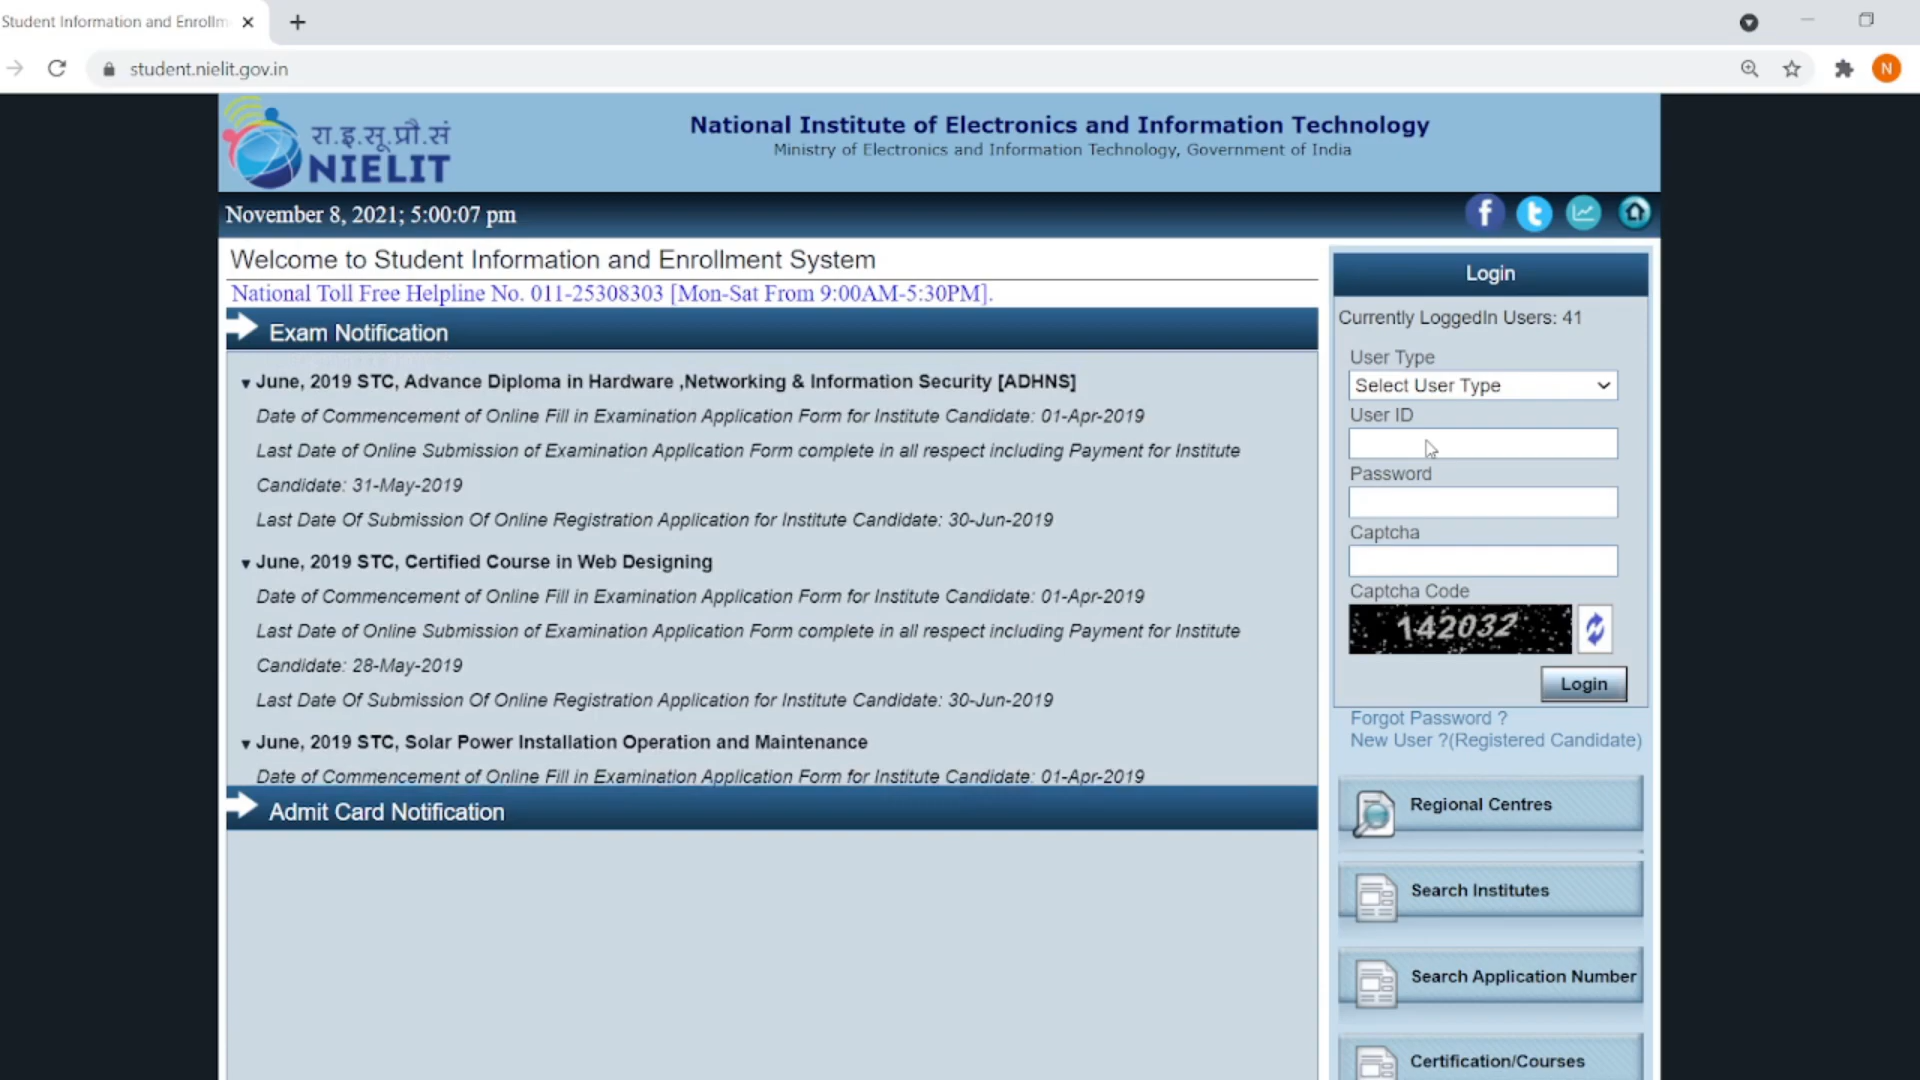 Student Information and Enrollm
student.nielit.gov.in
N
रा.इ.सू.प्रौ.सं
NIELIT
National Institute of Electronics and Information Technology
Ministry of Electronics and Information Technology, Government of India
November 8, 2021; 5:00:07 pm
Welcome to Student Information and Enrollment System
National Toll Free Helpline No. 011-25308303 [Mon-Sat From 9:00AM-5:30PM].
Exam Notification
June, 2019 STC, Advance Diploma in Hardware ,Networking & Information Security [ADHNS]
Date of Commencement of Online Fill in Examination Application Form for Institute Candidate: 01-Apr-2019
Last Date of Online Submission of Examination Application Form complete in all respect including Payment for Institute
Candidate: 31-May-2019
Last Date Of Submission Of Online Registration Application for Institute Candidate: 30-Jun-2019
June, 2019 STC, Certified Course in Web Designing
Date of Commencement of Online Fill in Examination Application Form for Institute Candidate: 01-Apr-2019
Last Date of Online Submission of Examination Application Form complete in all respect including Payment for Institute
Candidate: 28-May-2019
Last Date Of Submission Of Online Registration Application for Institute Candidate: 30-Jun-2019
June, 2019 STC, Solar Power Installation Operation and Maintenance
Date of Commencement of Online Fill in Examination Application Form for Institute Candidate: 01-Apr-2019
Admit Card Notification
Login
Currently LoggedIn Users: 41
User Type
Select User Type
User ID
Password
Captcha
Captcha Code
142032
Login
Forgot Password ?
New User ?(Registered Candidate)
Regional Centres
Search Institutes
Search Application Number
Certification/Courses